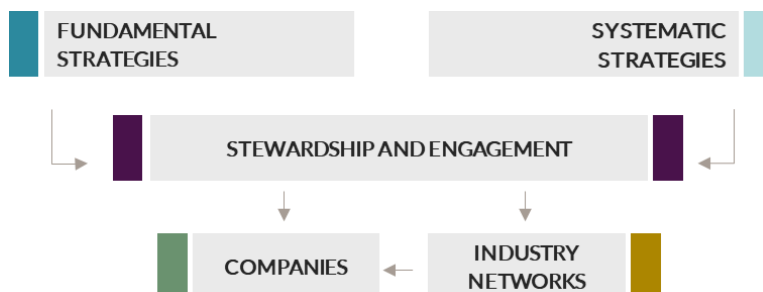 FUNDAMENTAL
STRATEGIES
SYSTEMATIC
STRATEGIES
STEWARDSHIP AND ENGAGEMENT
COMPANIES
INDUSTRY
NETWORKS